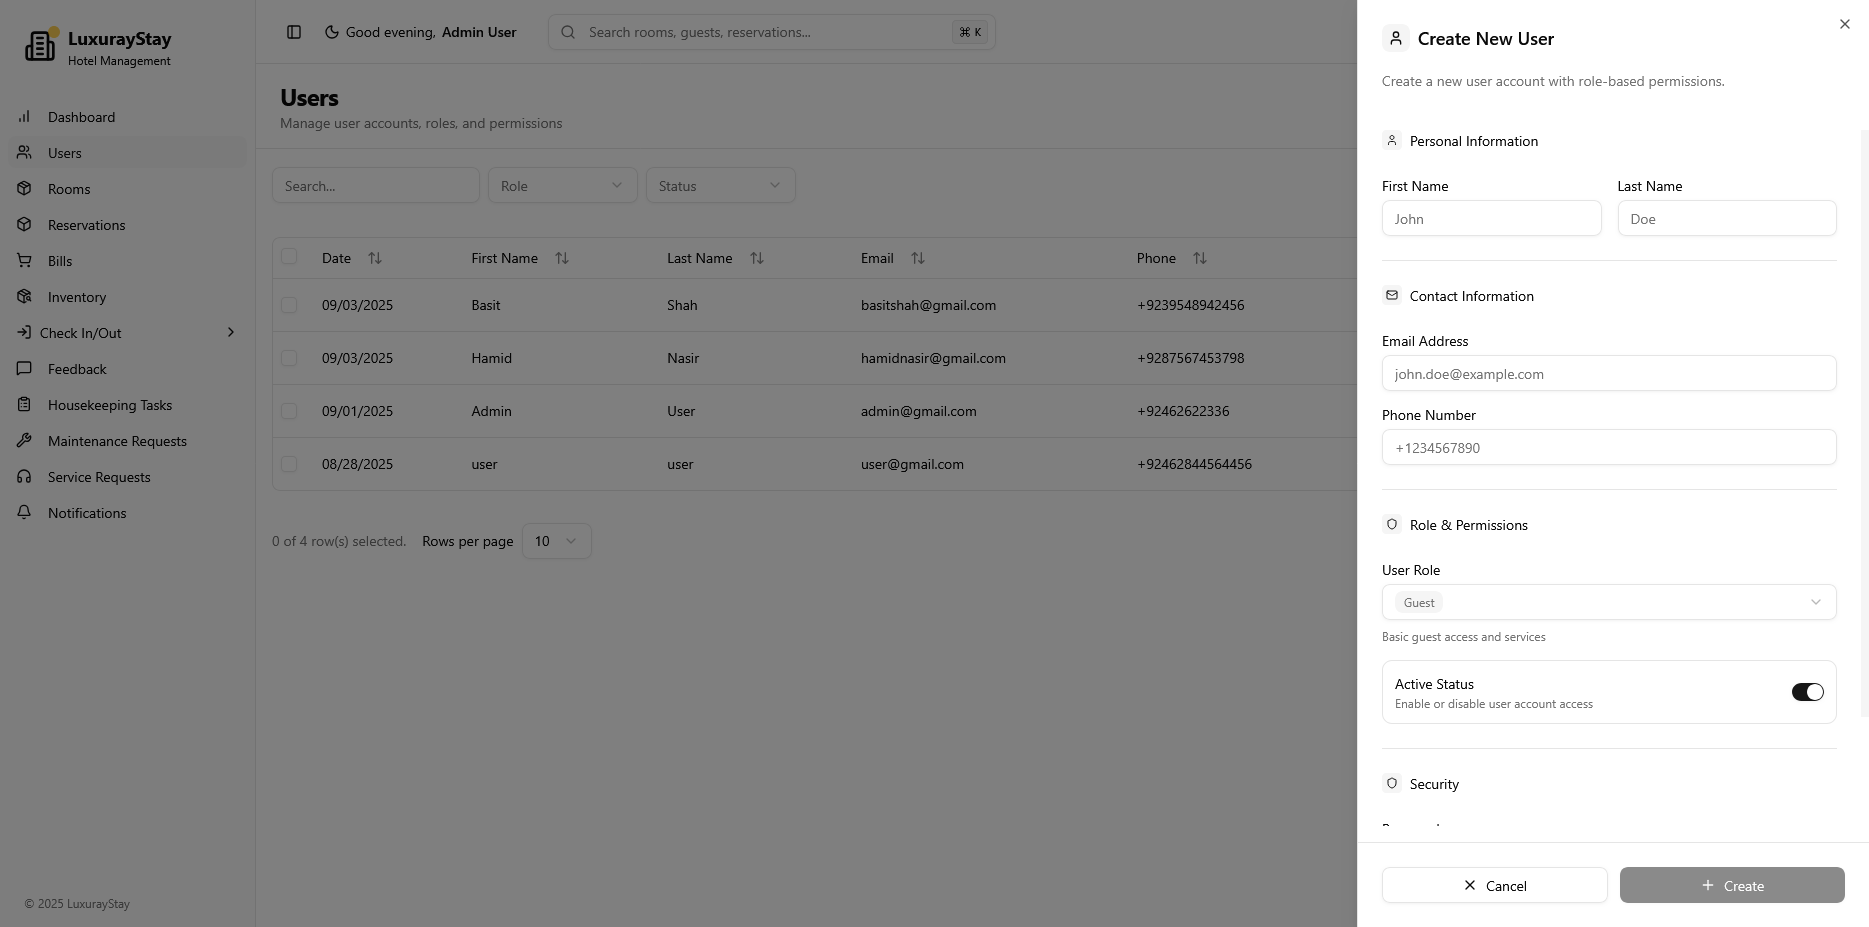 LuxurayStay
Hotel Management
Dashboard
Users
Rooms
Reservations
Bills
Inventory
Check In/Out
Feedback
Housekeeping Tasks
Maintenance Requests
Service Requests
Notifications
© 2025 LuxurayStay
Good evening, Admin User
Search rooms, guests, reservations... ⌘ K
Users
Manage user accounts, roles, and permissions
Search... Role Status
Date First Name Last Name Email Phone
09/03/2025 Basit Shah basitshah@gmail.com +9239548942456
09/03/2025 Hamid Nasir hamidnasir@gmail.com +9287567453798
09/01/2025 Admin User admin@gmail.com +92462622336
08/28/2025 user user user@gmail.com +92462844564456
0 of 4 row(s) selected. Rows per page 10
Create New User
Create a new user account with role-based permissions.
Personal Information
First Name Last Name
John Doe
Contact Information
Email Address
john.doe@example.com
Phone Number
+1234567890
Role & Permissions
User Role
Guest
Basic guest access and services
Active Status
Enable or disable user account access
Security
Cancel Create